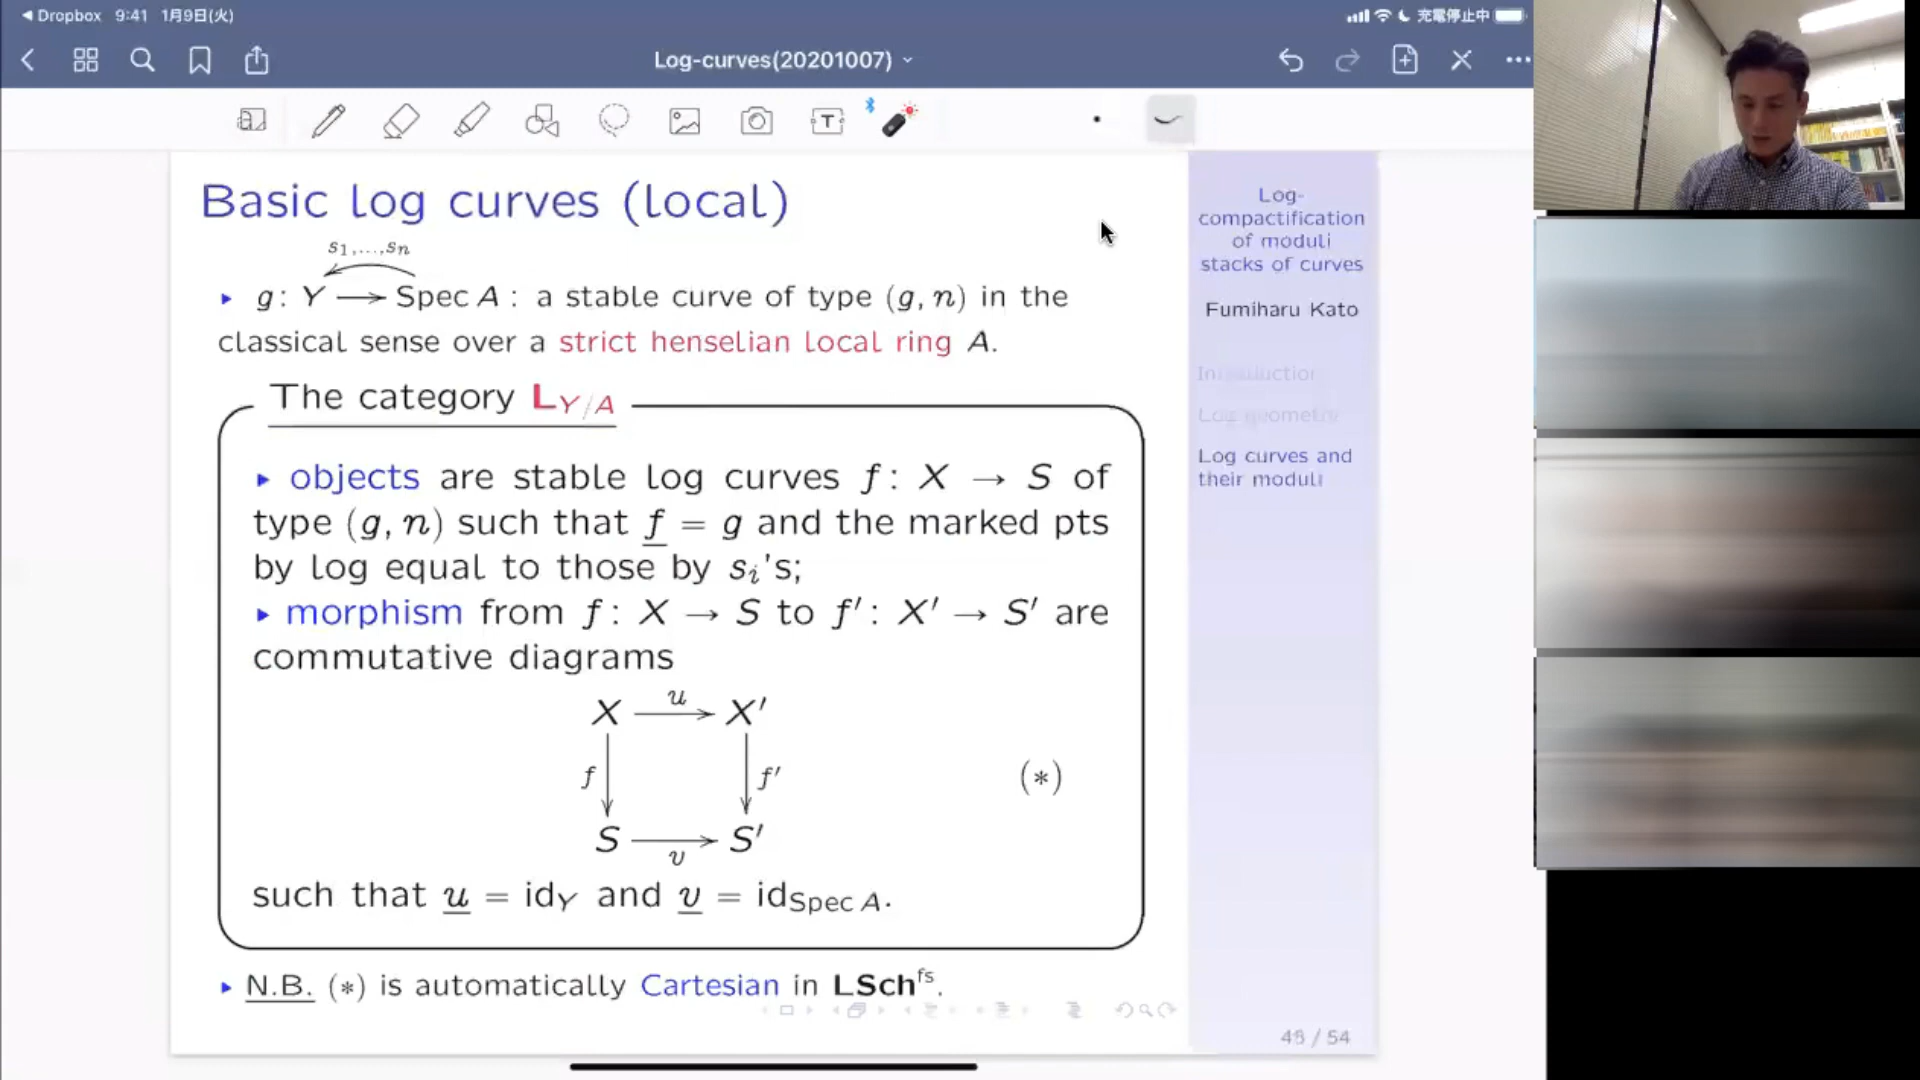 Dropbox 9:41 1月9日(火)
充電停止中
Log-curves(20201007)
Basic log curves (local)
s₁,...,sₙ
g: Y → Spec A : a stable curve of type (g, n) in the
classical sense over a strict henselian local ring A.
The category L_{Y/A}
▸ objects are stable log curves f: X → S of
type (g, n) such that f̲ = g and the marked pts
by log equal to those by sᵢ's;
▸ morphism from f: X → S to f′: X′ → S′ are
commutative diagrams
X u X′
f f′ (*)
S v S′
such that u̲ = id_Y and v̲ = id_{Spec A}.
▸ N.B. (*) is automatically Cartesian in LSch^{fs}.
Log-
compactification
of moduli
stacks of curves
Fumiharu Kato
Introduction
Log geometry
Log curves and
their moduli
/ 54